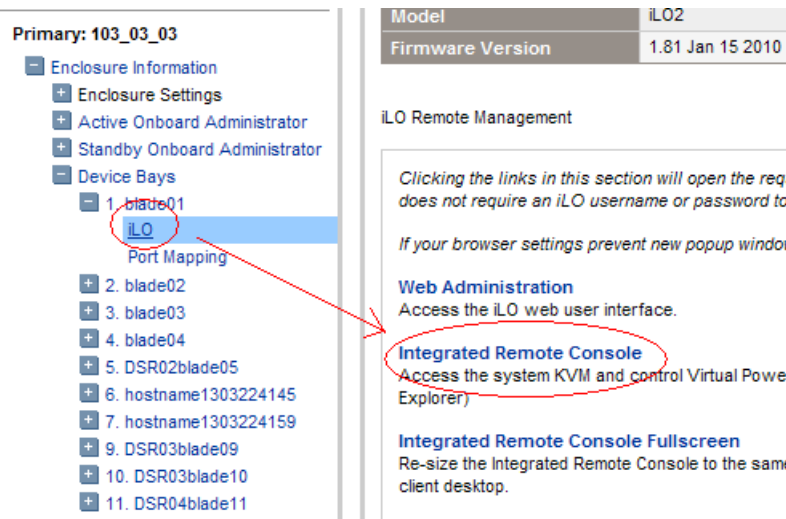 Primary: 103_03_03
Enclosure Information
Enclosure Settings
Active Onboard Administrator
Standby Onboard Administrator
Device Bays
1. blade01
iLO
Port Mapping
2. blade02
3. blade03
4. blade04
5. DSR02blade05
6. hostname1303224145
7. hostname1303224159
9. DSR03blade09
10. DSR03blade10
11. DSR04blade11
Model iLO2
Firmware Version 1.81 Jan 15 2010
iLO Remote Management
Clicking the links in this section will open the req
does not require an iLO username or password to
If your browser settings prevent new popup window
Web Administration
Access the iLO web user interface.
Integrated Remote Console
Access the system KVM and control Virtual Powe
Explorer)
Integrated Remote Console Fullscreen
Re-size the Integrated Remote Console to the same
client desktop.